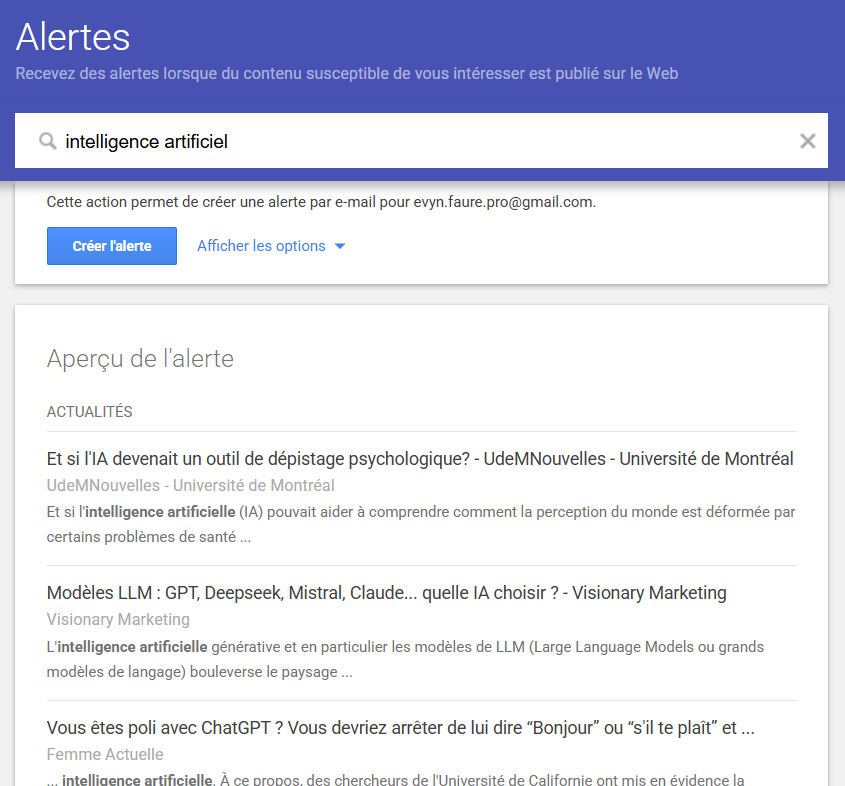 Alertes
Recevez des alertes lorsque du contenu susceptible de vous intéresser est publié sur le Web
intelligence artificiel
Cette action permet de créer une alerte par e-mail pour evyn.faure.pro@gmail.com.
Créer l'alerte Afficher les options
Aperçu de l'alerte
ACTUALITÉS
Et si l'IA devenait un outil de dépistage psychologique? - UdeMNouvelles - Université de Montréal
UdeMNouvelles - Université de Montréal
Et si l'intelligence artificielle (IA) pouvait aider à comprendre comment la perception du monde est déformée par
certains problèmes de santé ...
Modèles LLM : GPT, Deepseek, Mistral, Claude... quelle IA choisir ? - Visionary Marketing
Visionary Marketing
L'intelligence artificielle générative et en particulier les modèles de LLM (Large Language Models ou grands
modèles de langage) bouleverse le paysage ...
Vous êtes poli avec ChatGPT ? Vous devriez arrêter de lui dire “Bonjour” ou “s'il te plaît” et ...
Femme Actuelle
... intelligence artificielle. À ce propos, des chercheurs de l'Université de Californie ont mis en évidence la